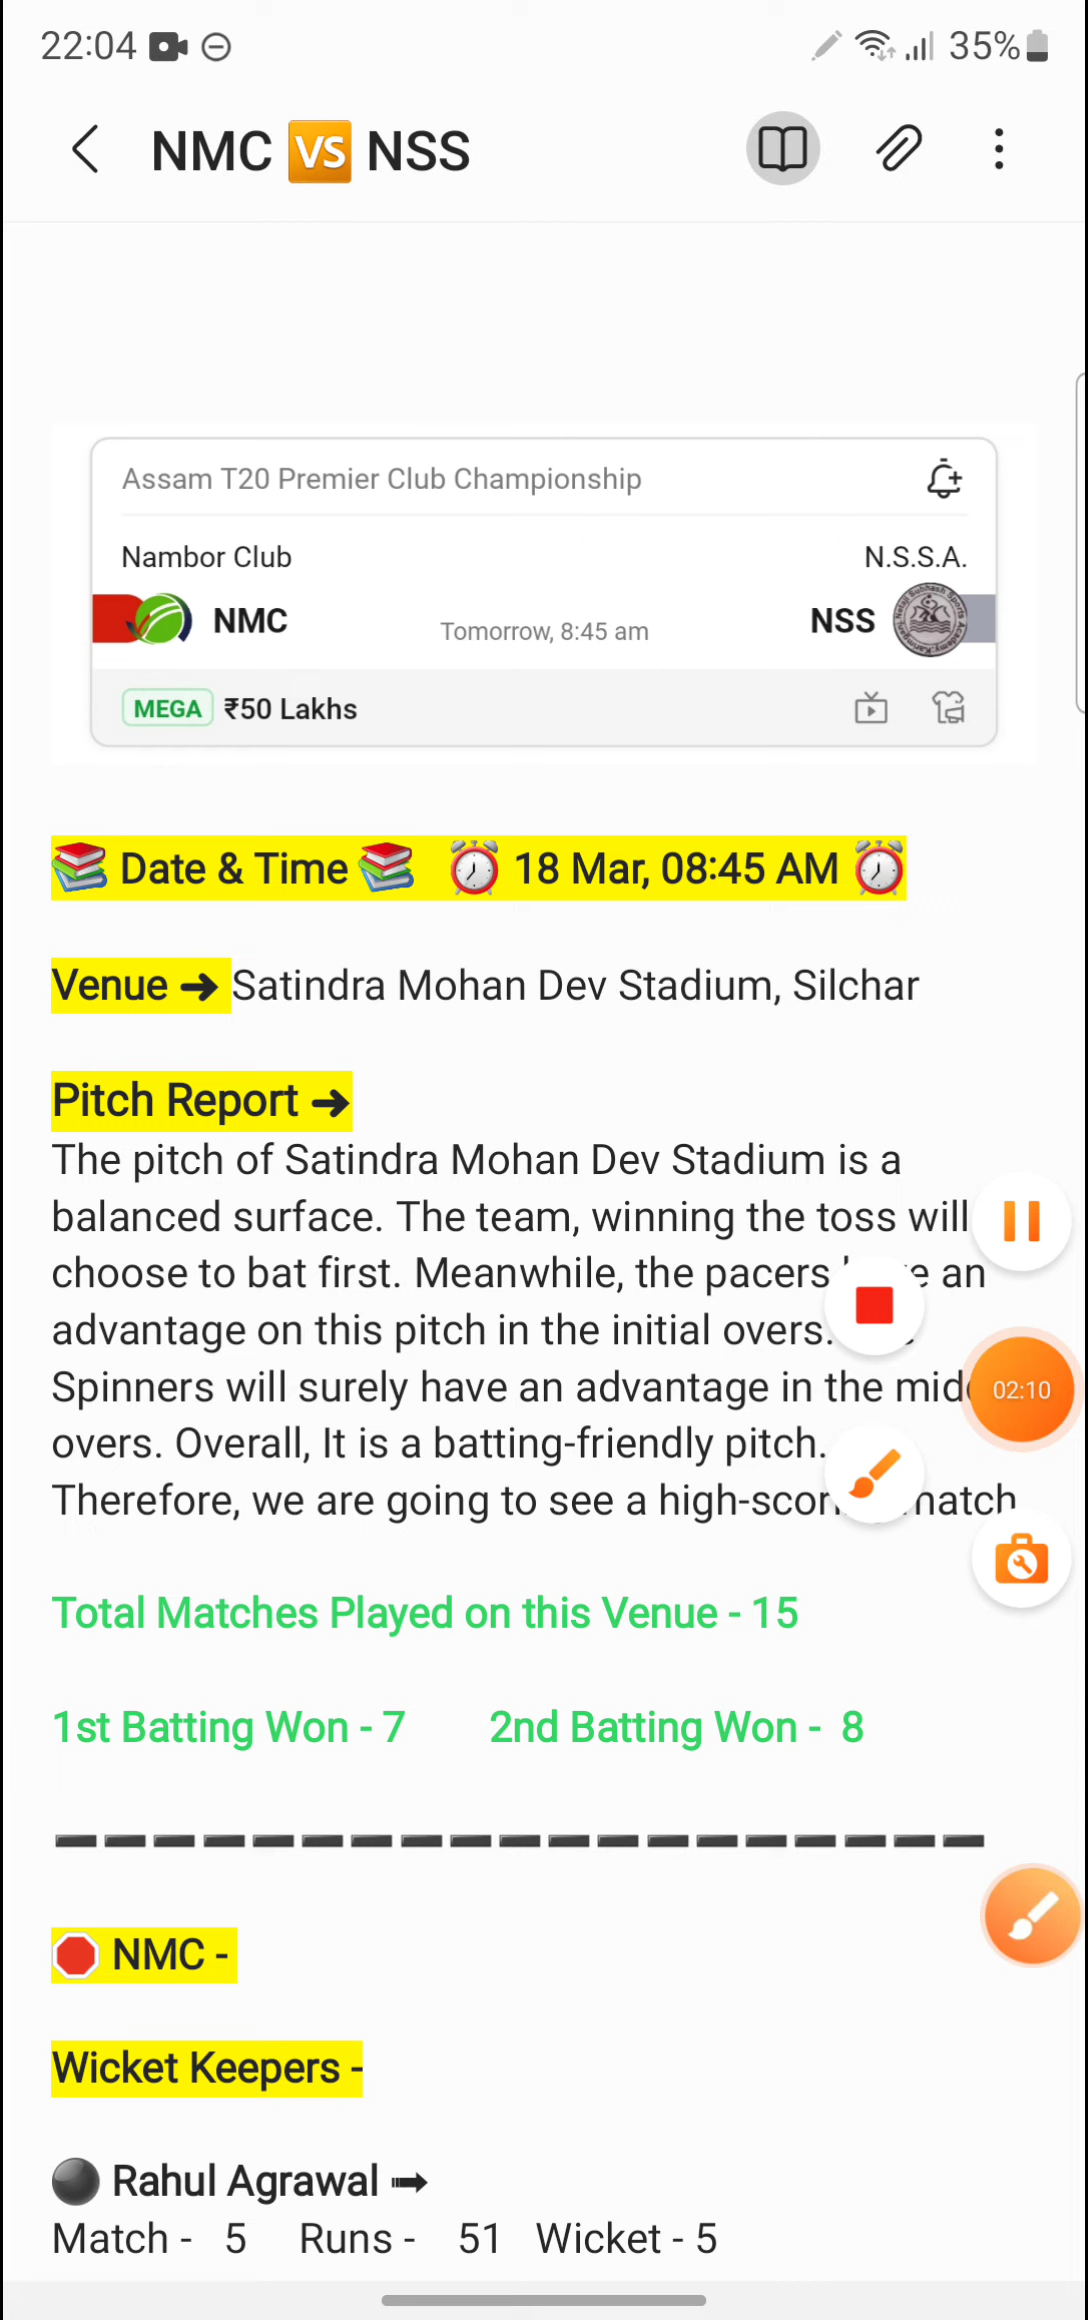 22:04 35%
NMC VS NSS
Assam T20 Premier Club Championship
Nambor Club N.S.S.A.
NMC Tomorrow, 8:45 am NSS
MEGA ₹50 Lakhs
📚 Date & Time 📚 ⏰ 18 Mar, 08:45 AM ⏰
Venue ➜ Satindra Mohan Dev Stadium, Silchar
Pitch Report ➜
The pitch of Satindra Mohan Dev Stadium is a
balanced surface. The team, winning the toss will
choose to bat first. Meanwhile, the pacers an
advantage on this pitch in the initial overs.
Spinners will surely have an advantage in the
02:10
overs. Overall, It is a batting-friendly pitch.
Therefore, we are going to see a match
Total Matches Played on this Venue - 15
1st Batting Won - 7 2nd Batting Won - 8
🛑 NMC -
Wicket Keepers -
⚫ Rahul Agrawal ➟
Match - 5 Runs - 51 Wicket - 5